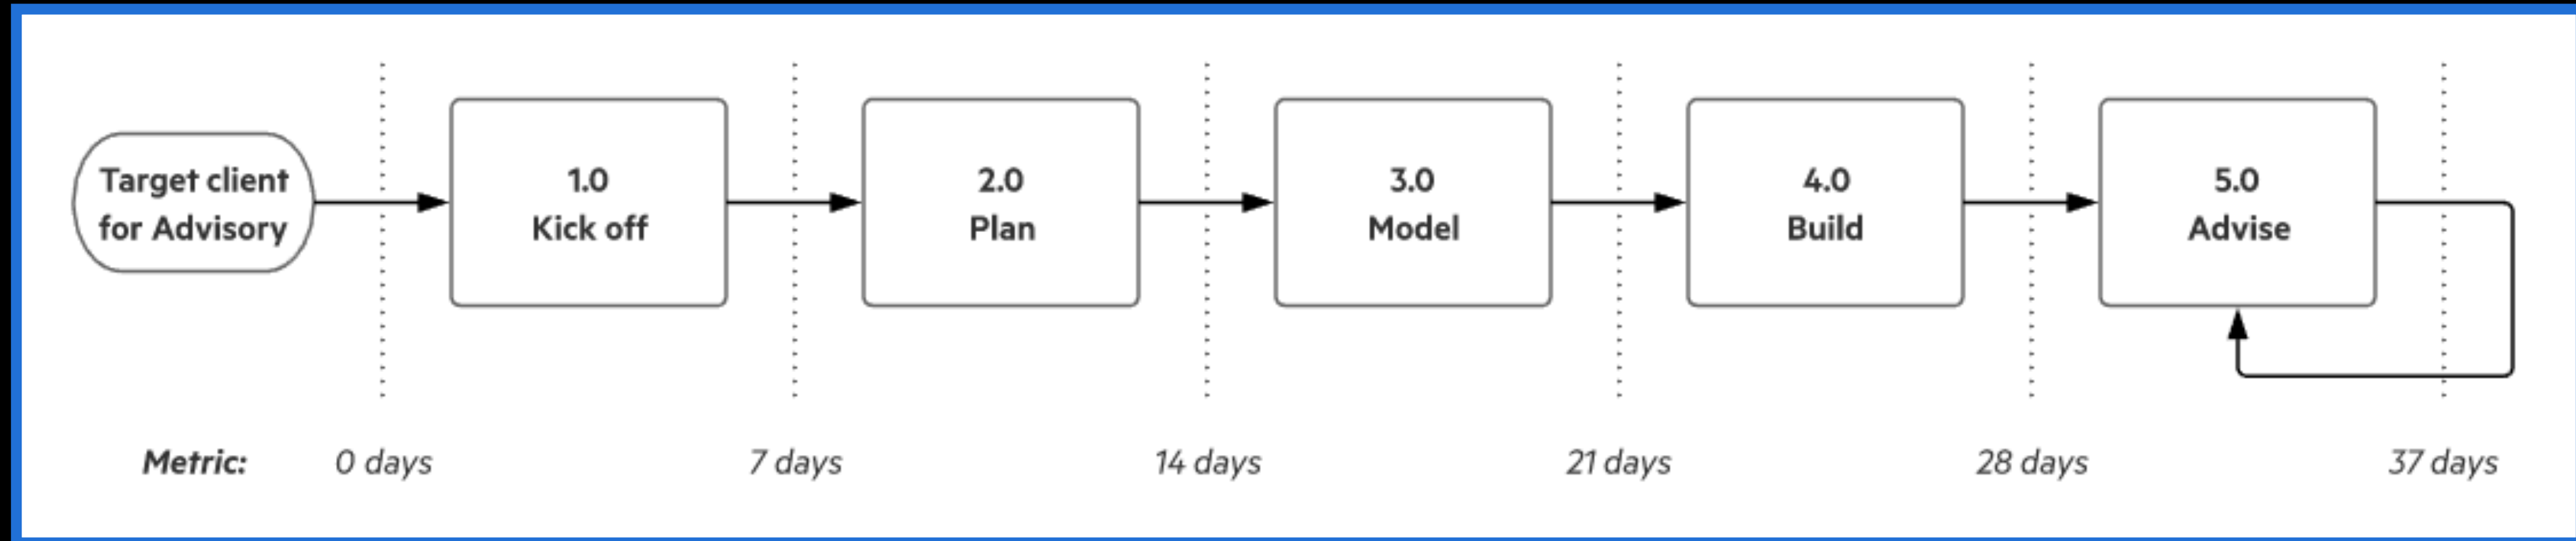 Target client
for Advisory
1.0
Kick off
2.0
Plan
3.0
Model
4.0
Build
5.0
Advise
Metric: 0 days 7 days 14 days 21 days 28 days 37 days